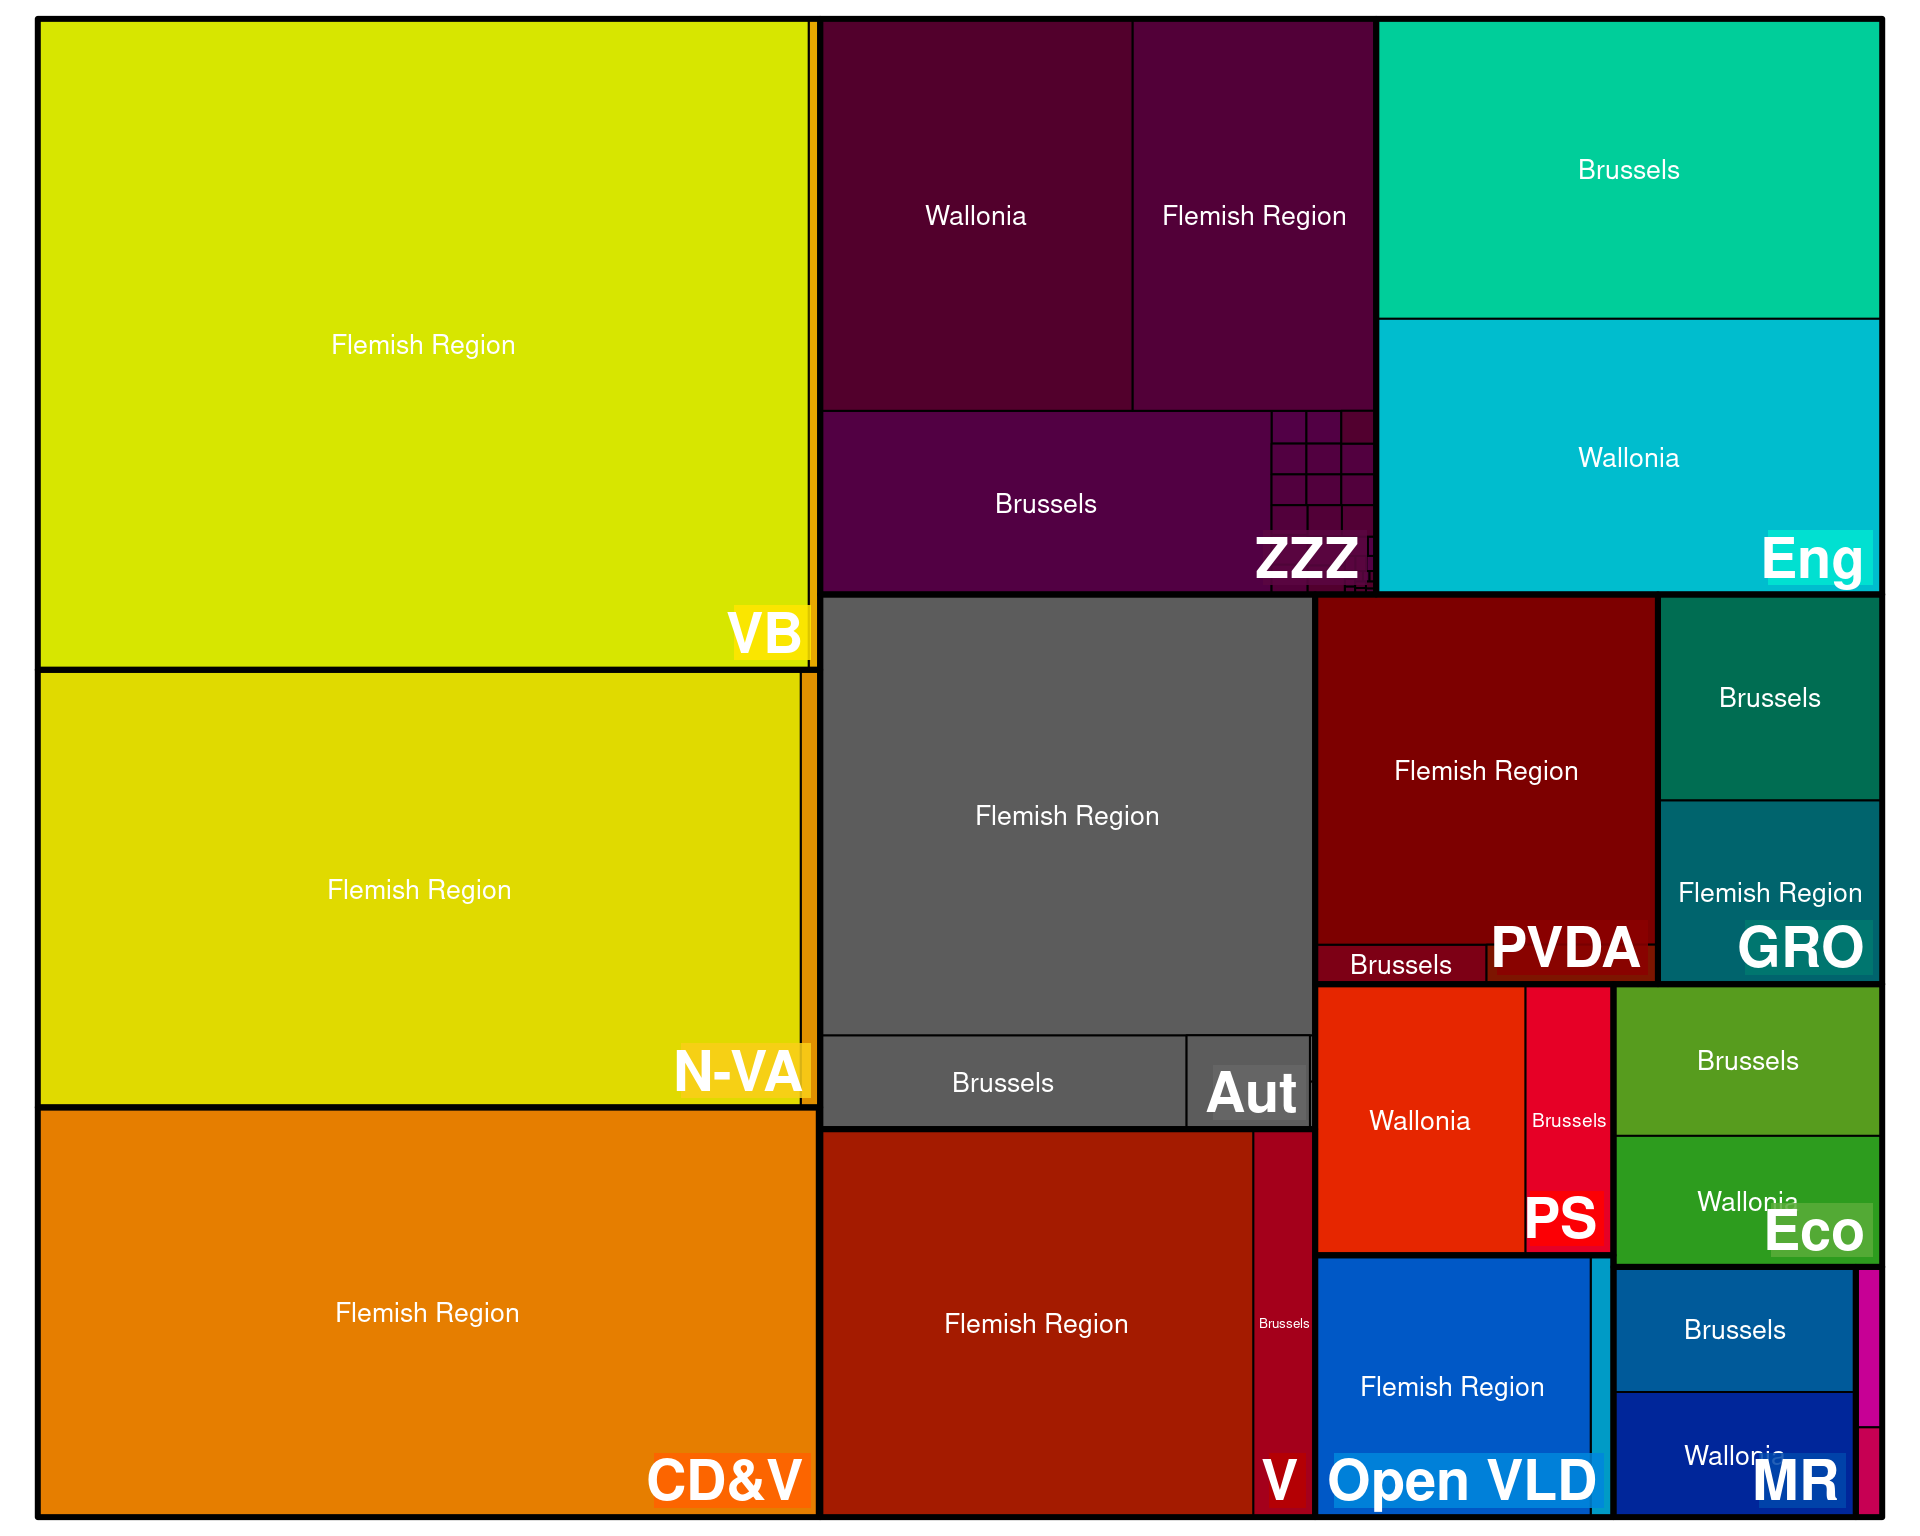 Flemish Region
VB
Flemish Region
N-VA
Flemish Region
CD&V
Wallonia
Flemish Region
Brussels
ZZZ
Brussels
Wallonia
Eng
Flemish Region
Brussels
Aut
Flemish Region
Brussels
PVDA
Brussels
Flemish Region
GRO
Flemish Region
Brussels
V
Wallonia
Brussels
PS
Brussels
Wallonia
Eco
Flemish Region
Open VLD
Brussels
Wallonia
MR